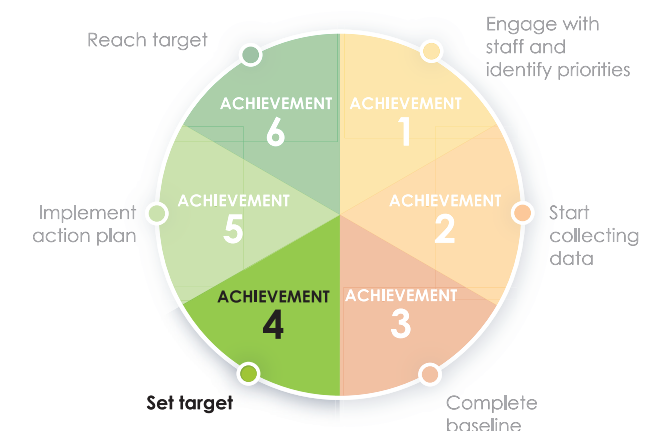 Reach target
Engage with
staff and
identify priorities
ACHIEVEMENT
6
ACHIEVEMENT
1
Implement
action plan
ACHIEVEMENT
5
ACHIEVEMENT
2
Start
collecting
data
ACHIEVEMENT
4
ACHIEVEMENT
3
Set target
Complete
baseline